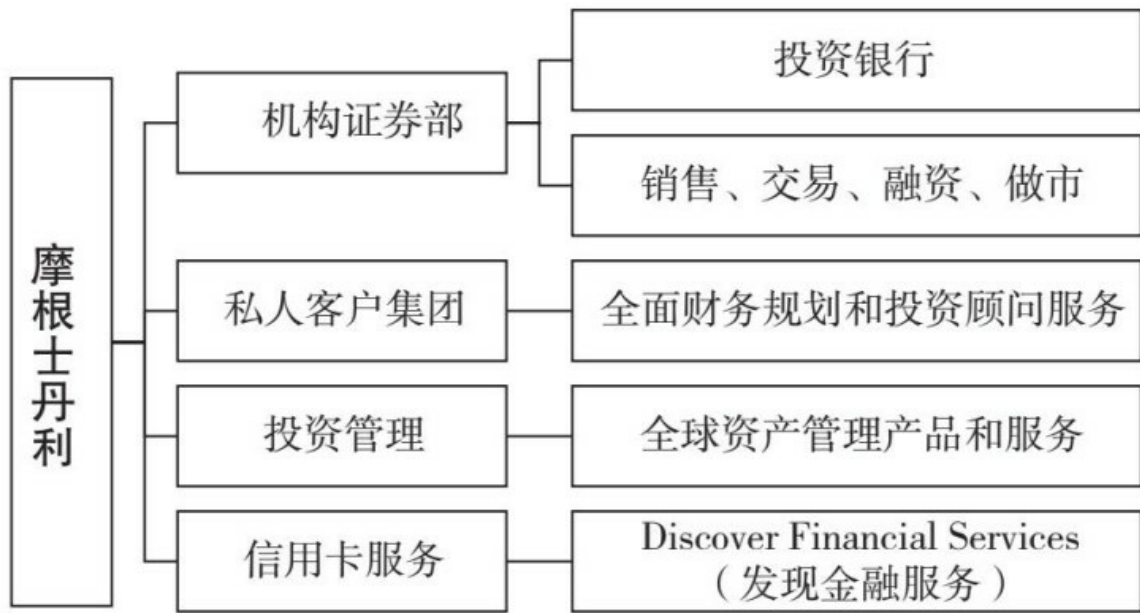 摩根士丹利
机构证券部
投资银行
销售、交易、融资、做市
私人客户集团
全面财务规划和投资顾问服务
投资管理
全球资产管理产品和服务
信用卡服务
Discover Financial Services
（发现金融服务）